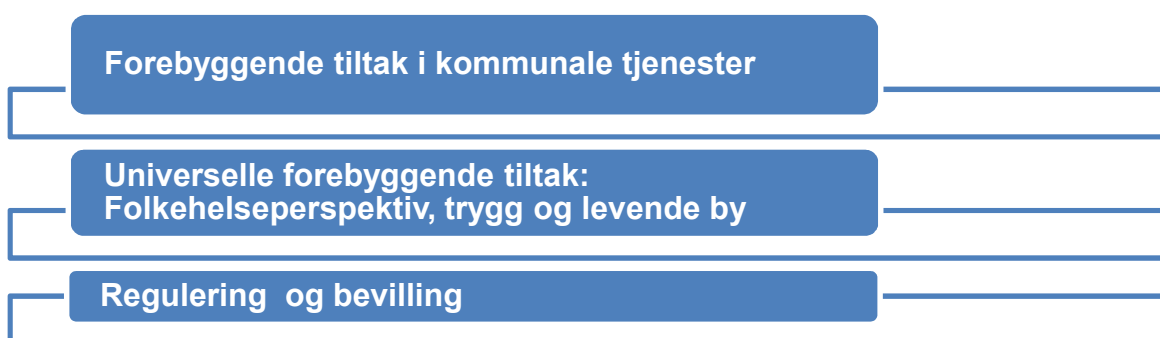 Forebyggende tiltak i kommunale tjenester
Universelle forebyggende tiltak:
Folkehelseperspektiv, trygg og levende by
Regulering og bevilling